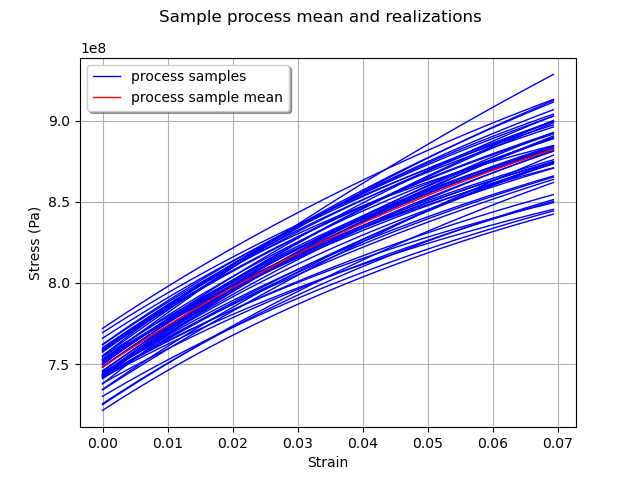 Sample process mean and realizations
1e8
process samples
process sample mean
9.0
8.5
8.0
7.5
Stress (Pa)
0.00 0.01 0.02 0.03 0.04 0.05 0.06 0.07
Strain